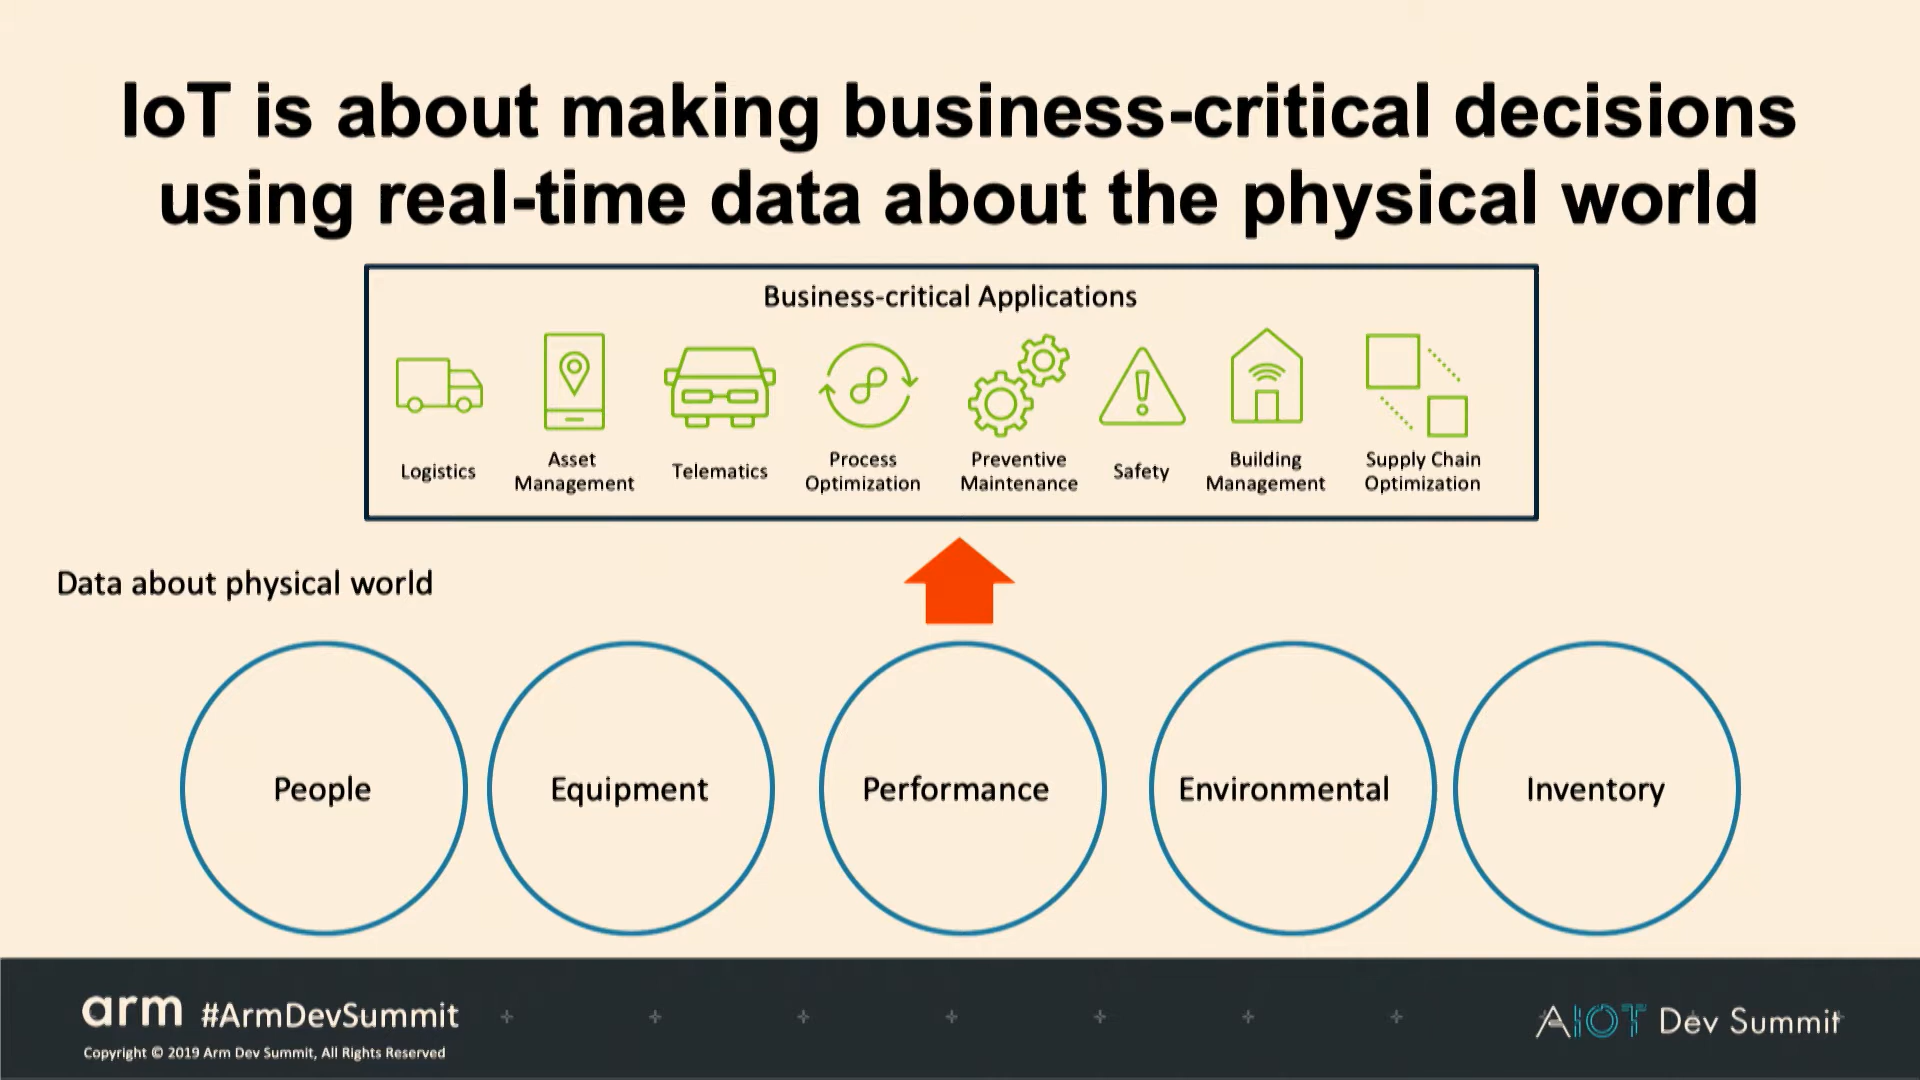 IoT is about making business-critical decisions
using real-time data about the physical world
Business-critical Applications
Logistics
Asset
Management
Telematics
Process
Optimization
Preventive
Maintenance
Safety
Building
Management
Supply Chain
Optimization
Data about physical world
People
Equipment
Performance
Environmental
Inventory
arm #ArmDevSummit
Copyright © 2019 Arm Dev Summit, All Rights Reserved
AIOT Dev Summit